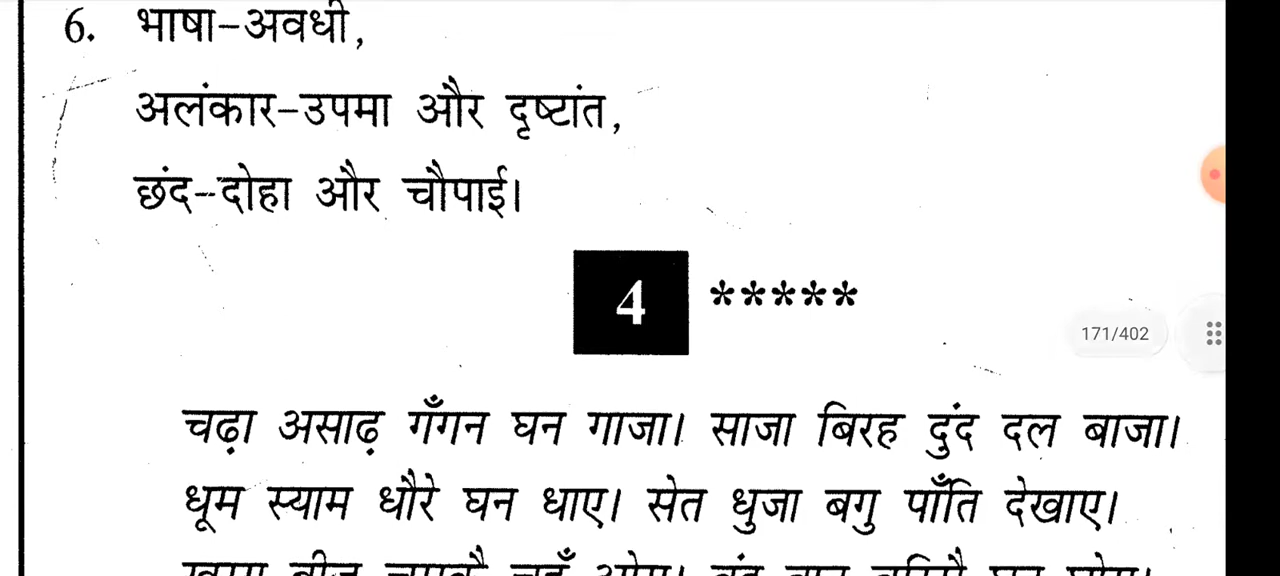 6. भाषा-अवधी,
अलंकार-उपमा और दृष्टांत,
छंद-दोहा और चौपाई।
4 *****
171/402
चढ़ा असाढ़ गँगन घन गाजा। साजा बिरह दुंद दल बाजा।
धूम स्याम धौरे घन धाए। सेत धुजा बगु पाँति देखाए।